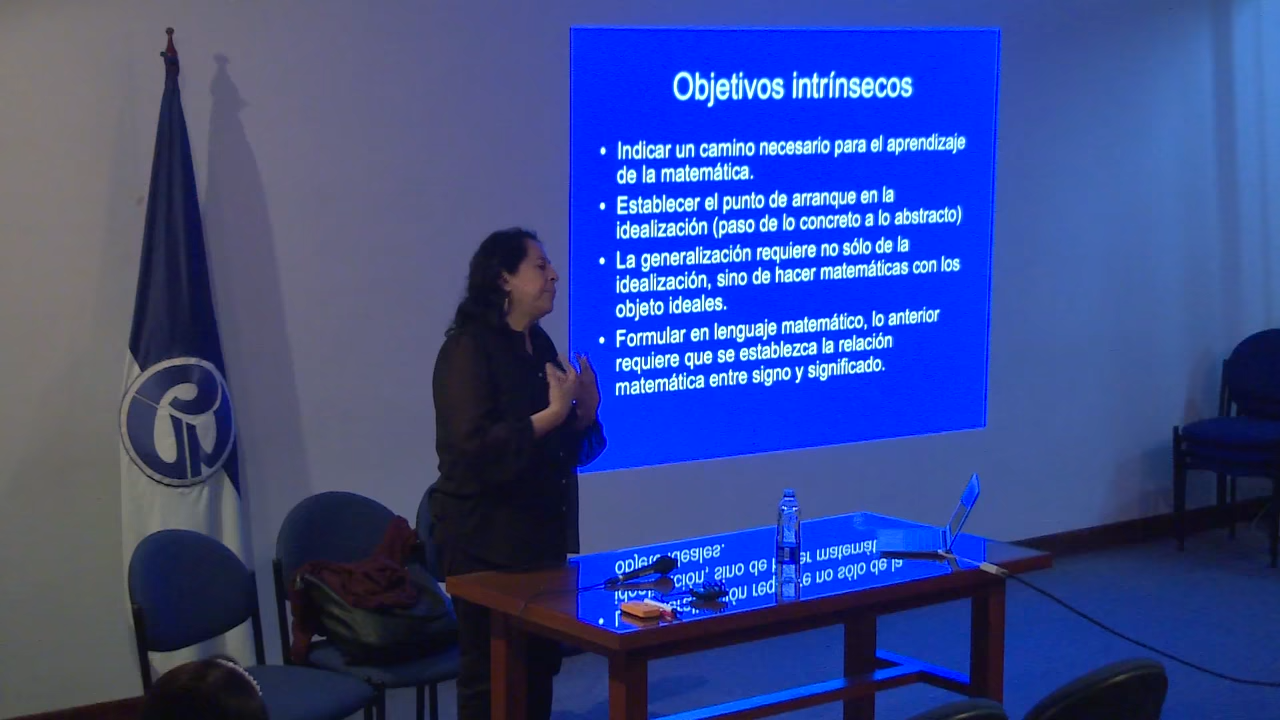 Objetivos intrínsecos
• Indicar un camino necesario para el aprendizaje
de la matemática.
• Establecer el punto de arranque en la
idealización (paso de lo concreto a lo abstracto)
• La generalización requiere no sólo de la
idealización, sino de hacer matemáticas con los
objeto ideales.
• Formular en lenguaje matemático, lo anterior
requiere que se establezca la relación
matemática entre signo y significado.